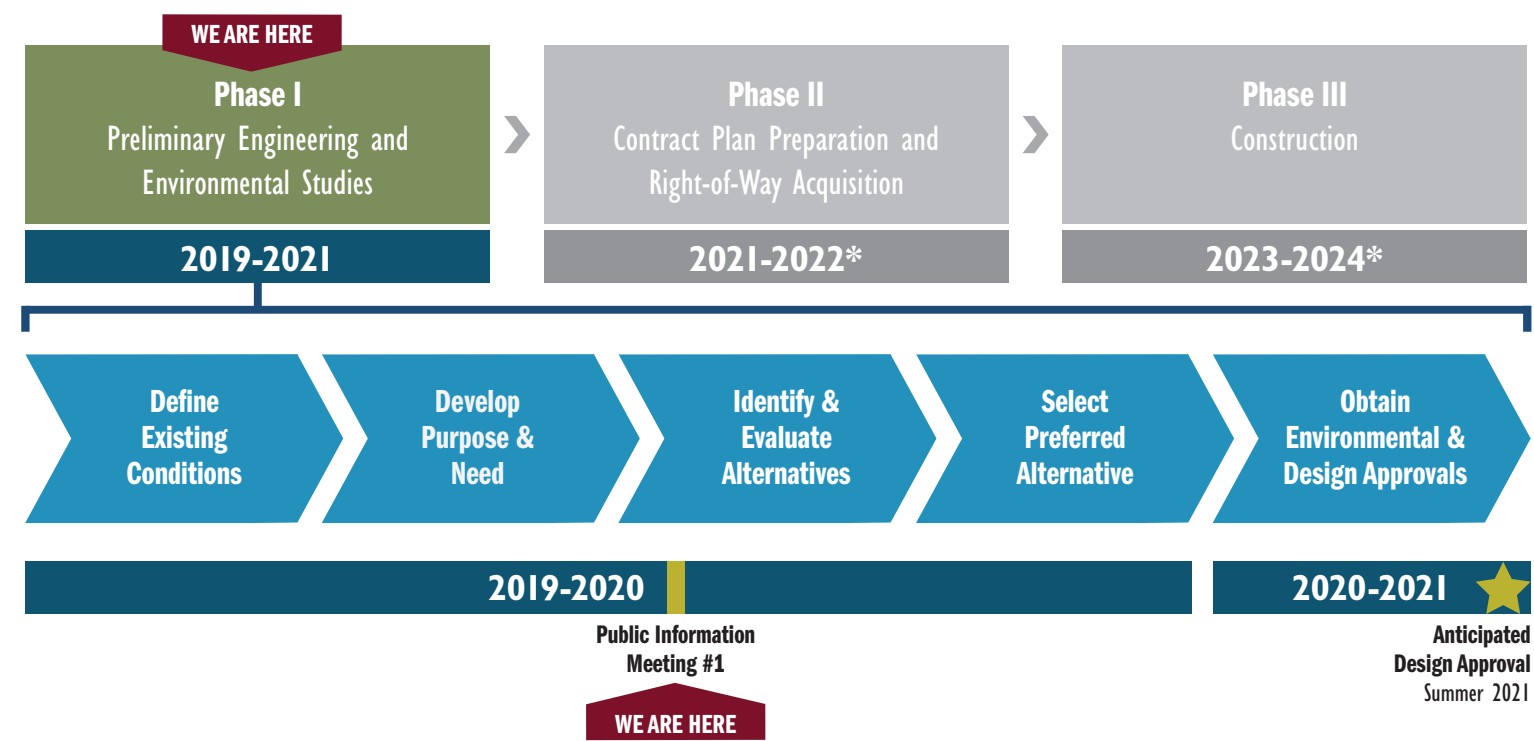 WE ARE HERE
Phase I
Preliminary Engineering and
Environmental Studies
2019-2021
Phase II
Contract Plan Preparation and
Right-of-Way Acquisition
2021-2022*
Phase III
Construction
2023-2024*
Define
Existing
Conditions
Develop
Purpose &
Need
Identify &
Evaluate
Alternatives
Select
Preferred
Alternative
Obtain
Environmental &
Design Approvals
2019-2020
2020-2021
Public Information
Meeting #1
WE ARE HERE
Anticipated
Design Approval
Summer 2021